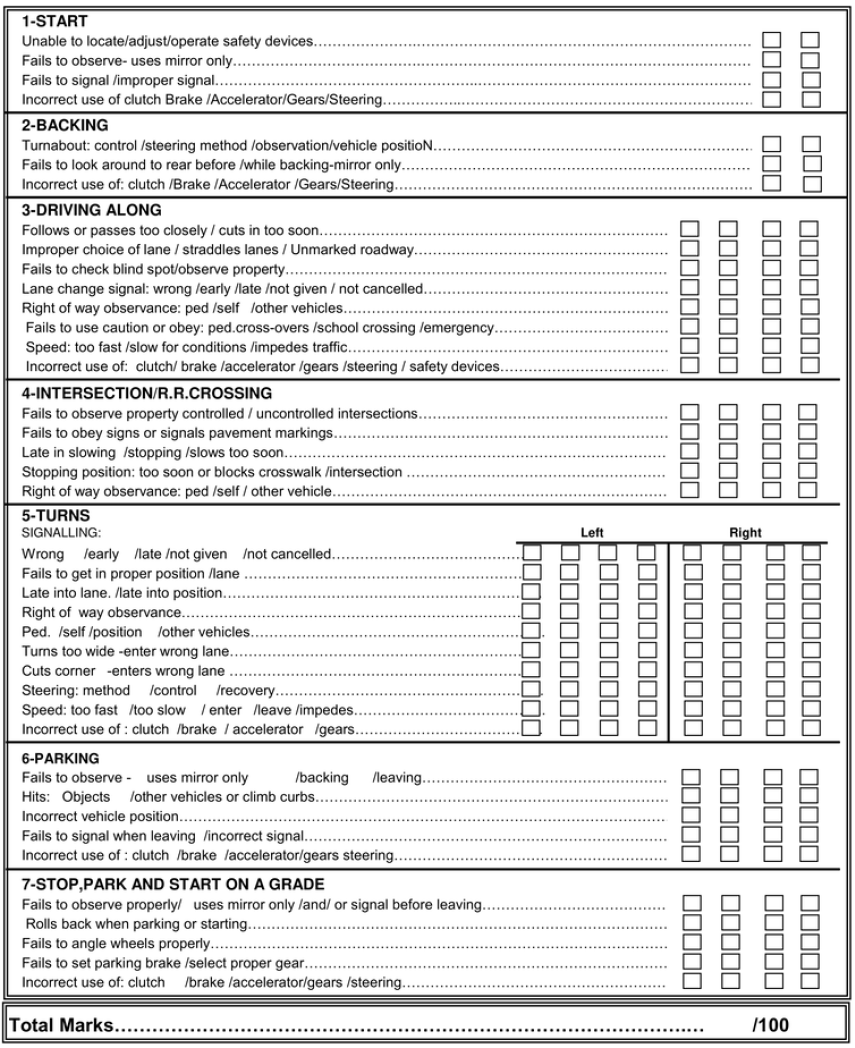 1-START
Unable to locate/adjust/operate safety devices
Fails to observe- uses mirror only
Fails to signal /improper signal
Incorrect use of clutch Brake /Accelerator/Gears/Steering
2-BACKING
Turnabout: control /steering method /observation/vehicle positioN
Fails to look around to rear before /while backing-mirror only
Incorrect use of: clutch /Brake /Accelerator /Gears/Steering
3-DRIVING ALONG
Follows or passes too closely / cuts in too soon
Improper choice of lane / straddles lanes / Unmarked roadway
Fails to check blind spot/observe property
Lane change signal: wrong /early /late /not given / not cancelled
Right of way observance: ped /self /other vehicles
Fails to use caution or obey: ped.cross-overs /school crossing /emergency
Speed: too fast /slow for conditions /impedes traffic
Incorrect use of: clutch/ brake /accelerator /gears /steering / safety devices
4-INTERSECTION/R.R.CROSSING
Fails to observe property controlled / uncontrolled intersections
Fails to obey signs or signals pavement markings
Late in slowing /stopping /slows too soon
Stopping position: too soon or blocks crosswalk /intersection
Right of way observance: ped /self / other vehicle
5-TURNS
SIGNALLING: Left Right
Wrong /early /late /not given /not cancelled
Fails to get in proper position /lane
Late into lane. /late into position
Right of way observance
Ped. /self /position /other vehicles
Turns too wide -enter wrong lane
Cuts corner -enters wrong lane
Steering: method /control /recovery
Speed: too fast /too slow / enter /leave /impedes
Incorrect use of : clutch /brake / accelerator /gears
6-PARKING
Fails to observe - uses mirror only /backing /leaving
Hits: Objects /other vehicles or climb curbs
Incorrect vehicle position
Fails to signal when leaving /incorrect signal
Incorrect use of : clutch /brake /accelerator/gears steering
7-STOP,PARK AND START ON A GRADE
Fails to observe properly/ uses mirror only /and/ or signal before leaving
Rolls back when parking or starting
Fails to angle wheels properly
Fails to set parking brake /select proper gear
Incorrect use of: clutch /brake /accelerator/gears /steering
Total Marks /100